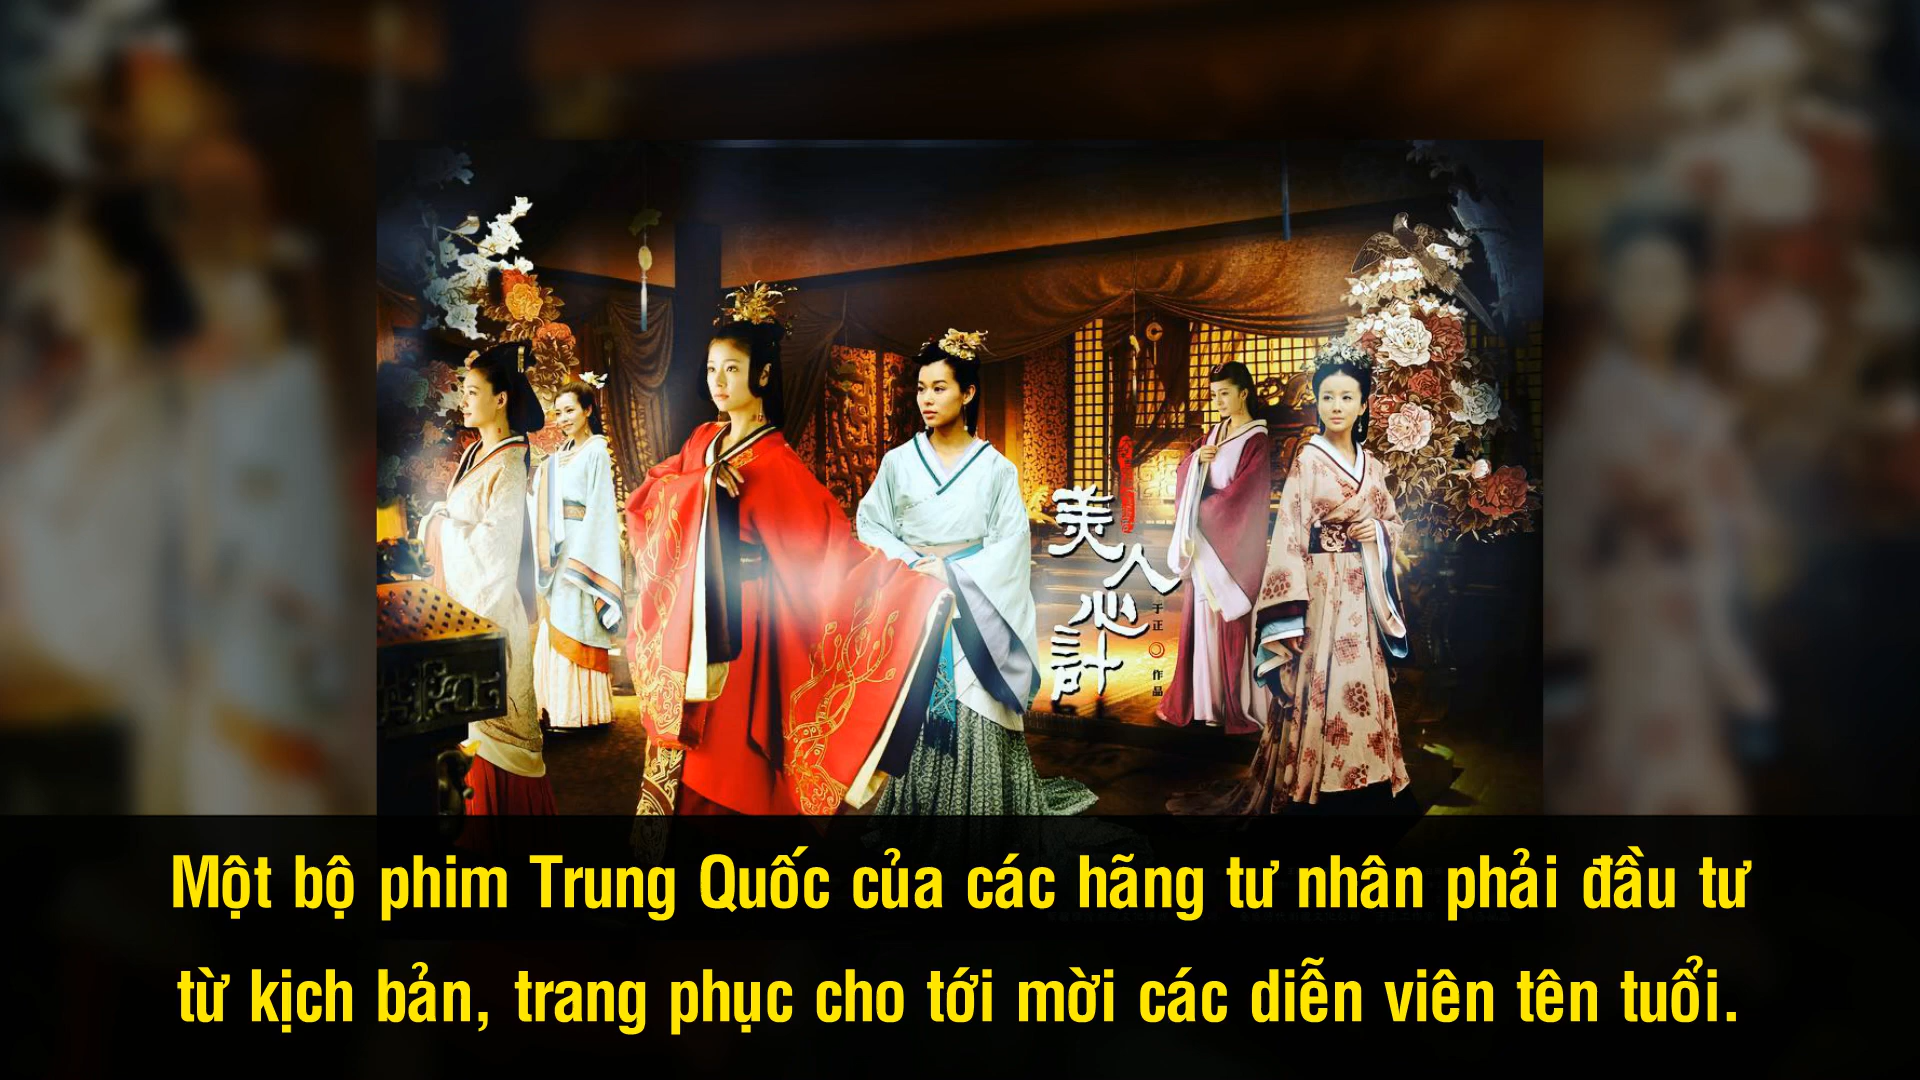 美人心計
于正
作品
Một bộ phim Trung Quốc của các hãng tư nhân phải đầu tư
từ kịch bản, trang phục cho tới mời các diễn viên tên tuổi.